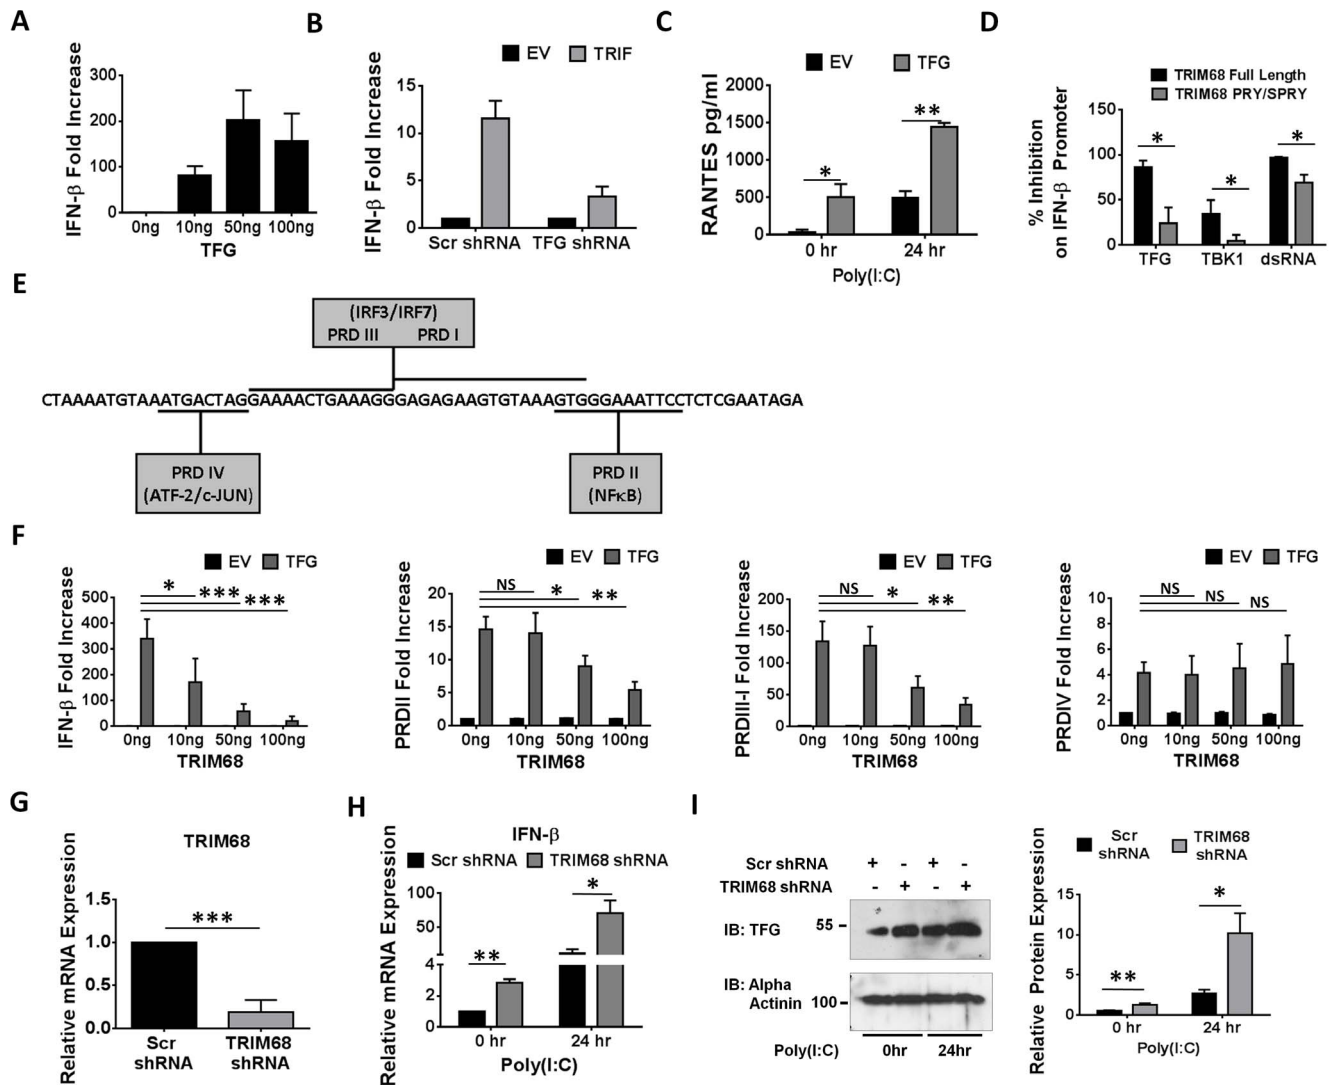 A
IFN-β Fold Increase
300
200
100
0
0ng 10ng 50ng 100ng
TFG
B
EV TRIF
IFN-β Fold Increase
15
10
5
0
Scr shRNA TFG shRNA
C
EV TFG
RANTES pg/ml
2000
1500
1000
500
0
*
**
0 hr 24 hr
Poly(I:C)
D
TRIM68 Full Length
TRIM68 PRY/SPRY
% Inhibition
on IFN-β Promoter
150
100
50
0
* * *
TFG TBK1 dsRNA
E
(IRF3/IRF7)
PRD III PRD I
CTAAAATGTAAATGACTAGGAAAACTGAAAGGGAGAGAAGTGTAAAGTGGGAAATTCCTCTCGAATAGA
PRD IV
(ATF-2/c-JUN)
PRD II
(NFκB)
F
EV TFG
IFN-β Fold Increase
500
400
300
200
100
0
* *** ***
0ng 10ng 50ng 100ng
TRIM68
EV TFG
PRDII Fold Increase
20
15
10
5
0
NS * **
0ng 10ng 50ng 100ng
TRIM68
EV TFG
PRDIII-I Fold Increase
200
150
100
50
0
NS * **
0ng 10ng 50ng 100ng
TRIM68
EV TFG
PRDIV Fold Increase
10
8
6
4
2
0
NS NS NS
0ng 10ng 50ng 100ng
TRIM68
G
TRIM68
Relative mRNA Expression
1.5
1.0
0.5
0.0
***
Scr
shRNA
TRIM68
shRNA
H
IFN-β
Scr shRNA TRIM68 shRNA
Relative mRNA Expression
100
50
4
2
0
** *
0 hr 24 hr
Poly(I:C)
I
Scr shRNA + - + -
TRIM68 shRNA - + - +
IB: TFG 55
IB: Alpha
Actinin 100
Poly(I:C) 0hr 24hr
Scr
shRNA
TRIM68
shRNA
Relative Protein Expression
15
10
5
0
** *
0 hr 24 hr
Poly(I:C)